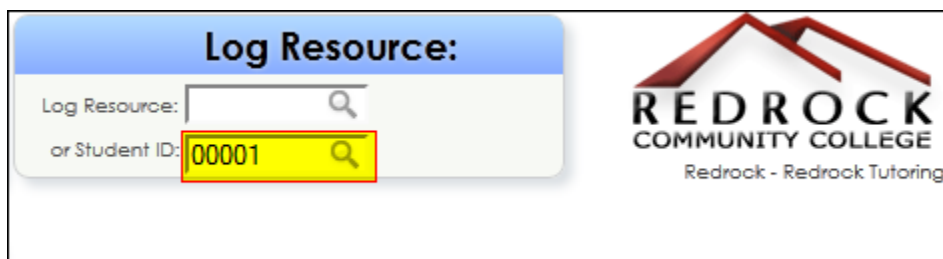 Log Resource:
Log Resource:
or Student ID: 00001
REDROCK
COMMUNITY COLLEGE
Redrock - Redrock Tutoring